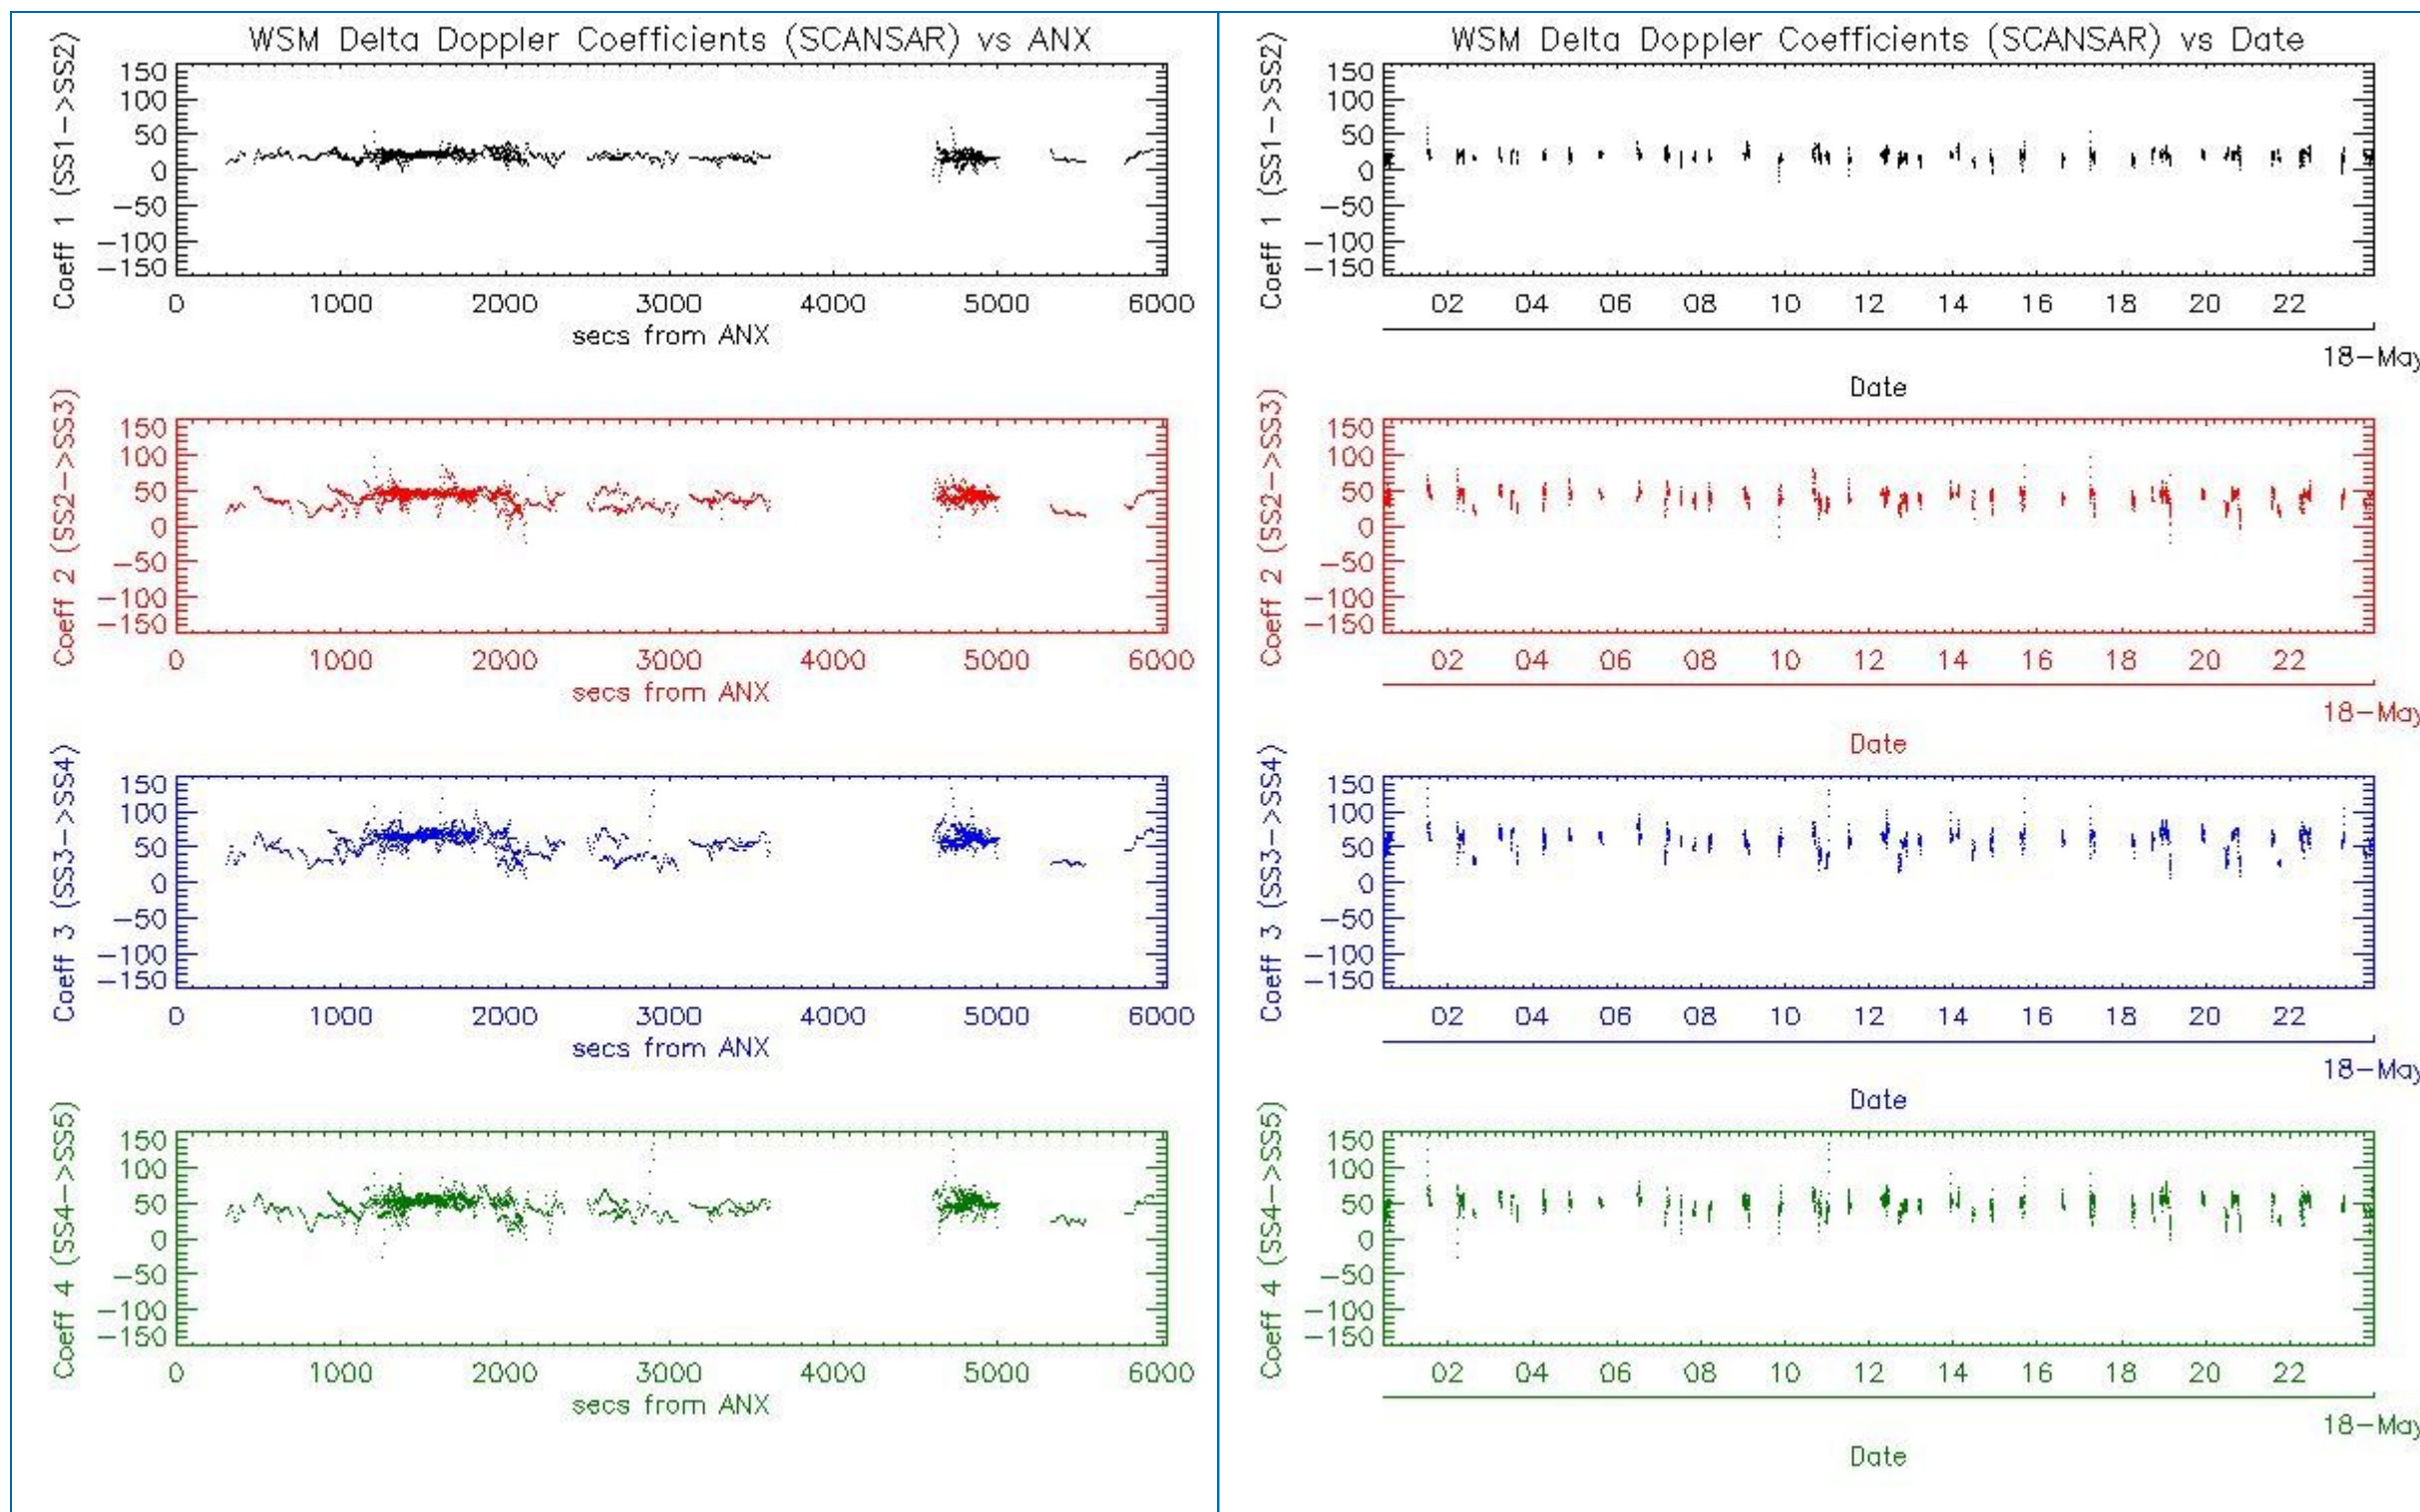 WSM Delta Doppler Coefficients (SCANSAR) vs ANX
Coeff 1 (SS1->SS2)
150
100
50
0
-50
-100
-150
0 1000 2000 3000 4000 5000 6000
secs from ANX
Coeff 2 (SS2->SS3)
150
100
50
0
-50
-100
-150
0 1000 2000 3000 4000 5000 6000
secs from ANX
Coeff 3 (SS3->SS4)
150
100
50
0
-50
-100
-150
0 1000 2000 3000 4000 5000 6000
secs from ANX
Coeff 4 (SS4->SS5)
150
100
50
0
-50
-100
-150
0 1000 2000 3000 4000 5000 6000
secs from ANX
WSM Delta Doppler Coefficients (SCANSAR) vs Date
Coeff 1 (SS1->SS2)
150
100
50
0
-50
-100
-150
02 04 06 08 10 12 14 16 18 20 22
18-May
Date
Coeff 2 (SS2->SS3)
150
100
50
0
-50
-100
-150
02 04 06 08 10 12 14 16 18 20 22
18-May
Date
Coeff 3 (SS3->SS4)
150
100
50
0
-50
-100
-150
02 04 06 08 10 12 14 16 18 20 22
18-May
Date
Coeff 4 (SS4->SS5)
150
100
50
0
-50
-100
-150
02 04 06 08 10 12 14 16 18 20 22
18-May
Date